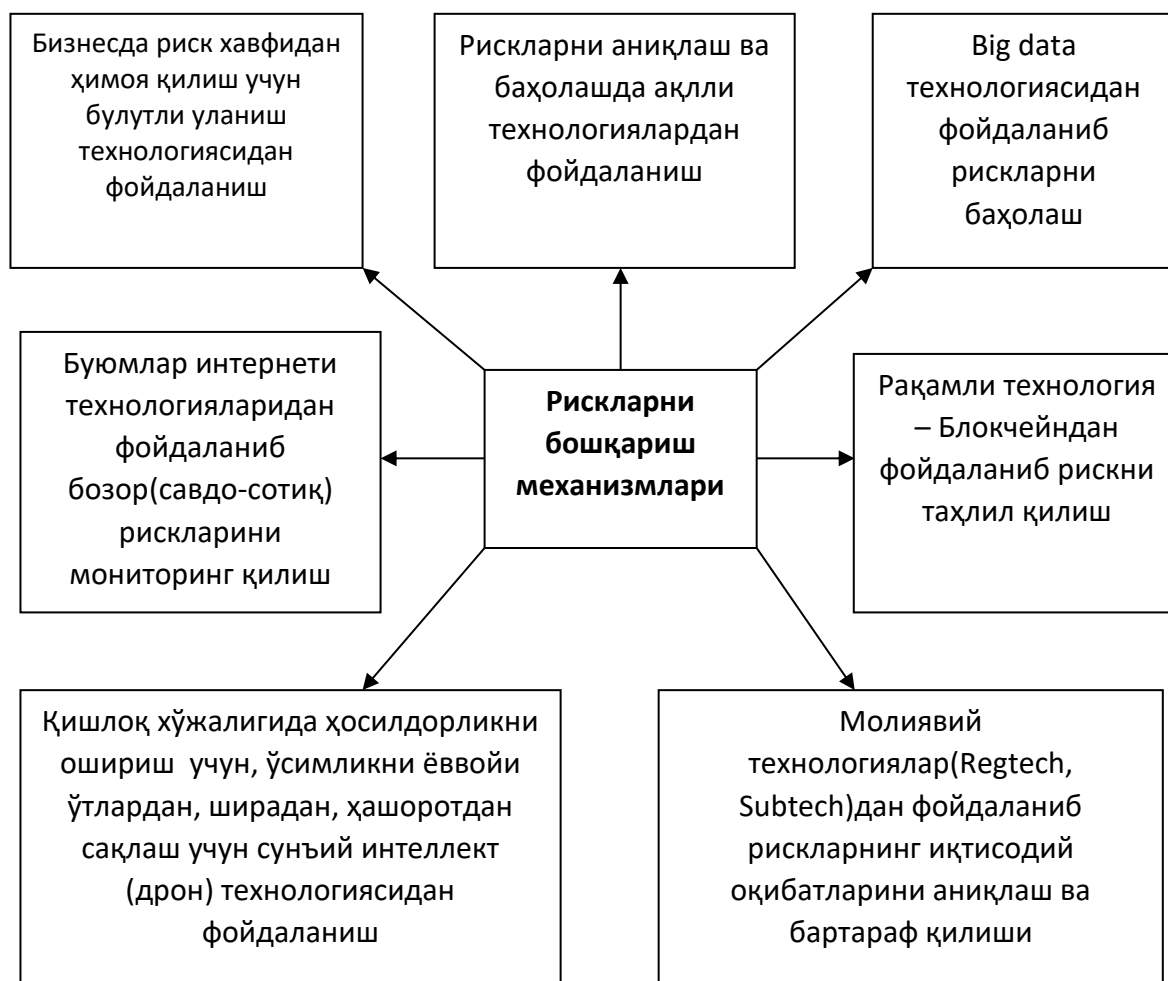 Бизнесда риск хавфидан
ҳимоя қилиш учун
булутли уланиш
технологиясидан
фойдаланиш
Рискларни аниқлаш ва
баҳолашда ақлли
технологиялардан
фойдаланиш
Big data
технологиясидан
фойдаланиб
рискларни
баҳолаш
Буюмлар интернети
технологияларидан
фойдаланиб
бозор(савдо-сотиқ)
рискларини
мониторинг қилиш
Рискларни
бошқариш
механизмлари
Рақамли технология
– Блокчейндан
фойдаланиб рискни
таҳлил қилиш
Қишлоқ хўжалигида ҳосилдорликни
ошириш учун, ўсимликни ёввойи
ўтлардан, ширадан, ҳашоротдан
сақлаш учун сунъий интеллект
(дрон) технологиясидан
фойдаланиш
Молиявий
технологиялар(Regtech,
Subtech)дан фойдаланиб
рискларнинг иқтисодий
оқибатларини аниқлаш ва
бартараф қилиши